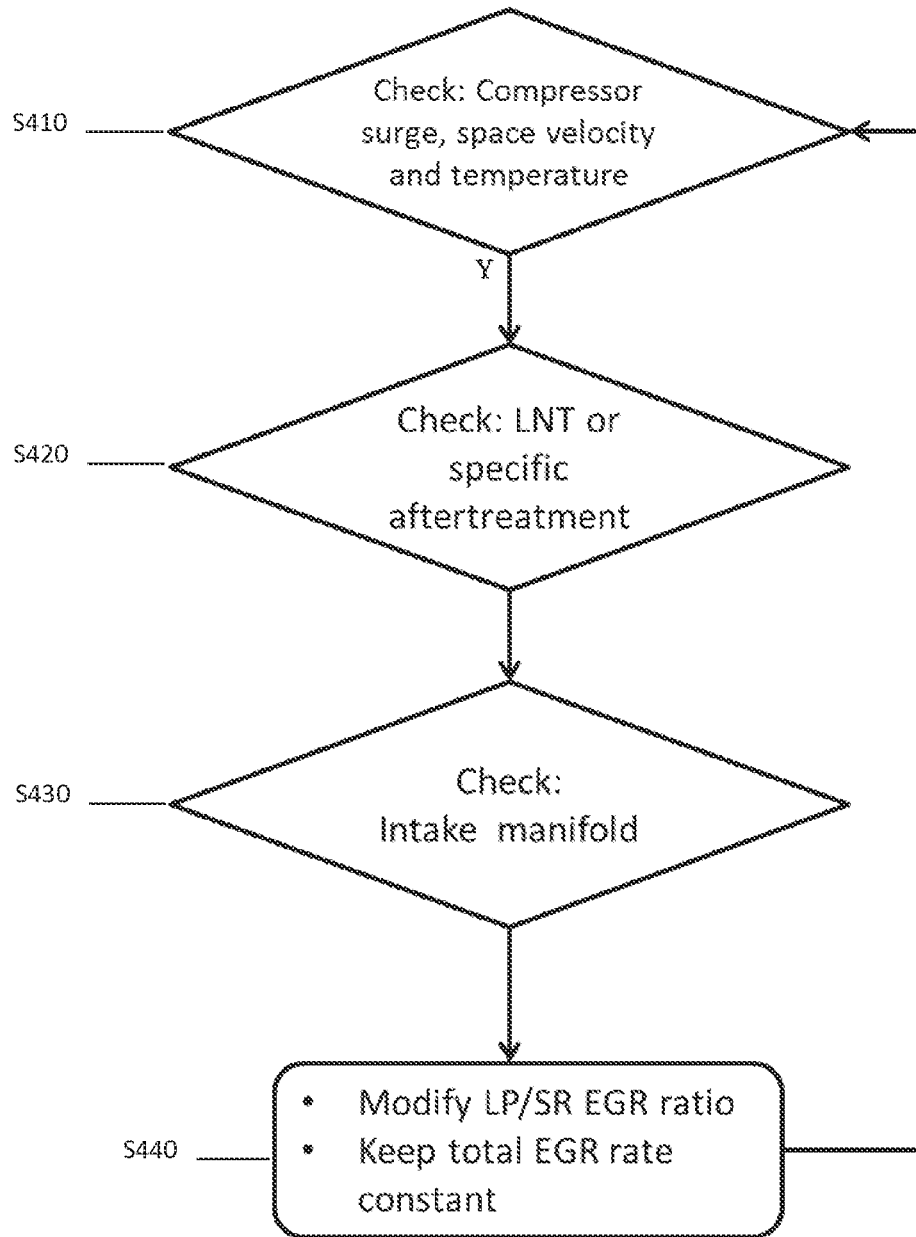 S410
Check: Compressor
surge, space velocity
and temperature
Y
S420
Check: LNT or
specific
aftertreatment
S430
Check:
Intake manifold
S440
• Modify LP/SR EGR ratio
• Keep total EGR rate
constant